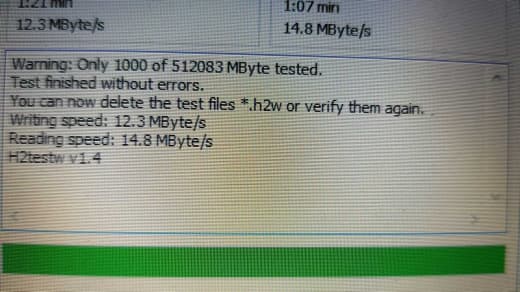 1:21 min
1:07 min
12.3 MByte/s
14.8 MByte/s
Warning: Only 1000 of 512083 MByte tested.
Test finished without errors.
You can now delete the test files *.h2w or verify them again.
Writing speed: 12.3 MByte/s
Reading speed: 14.8 MByte/s
H2testw v1.4